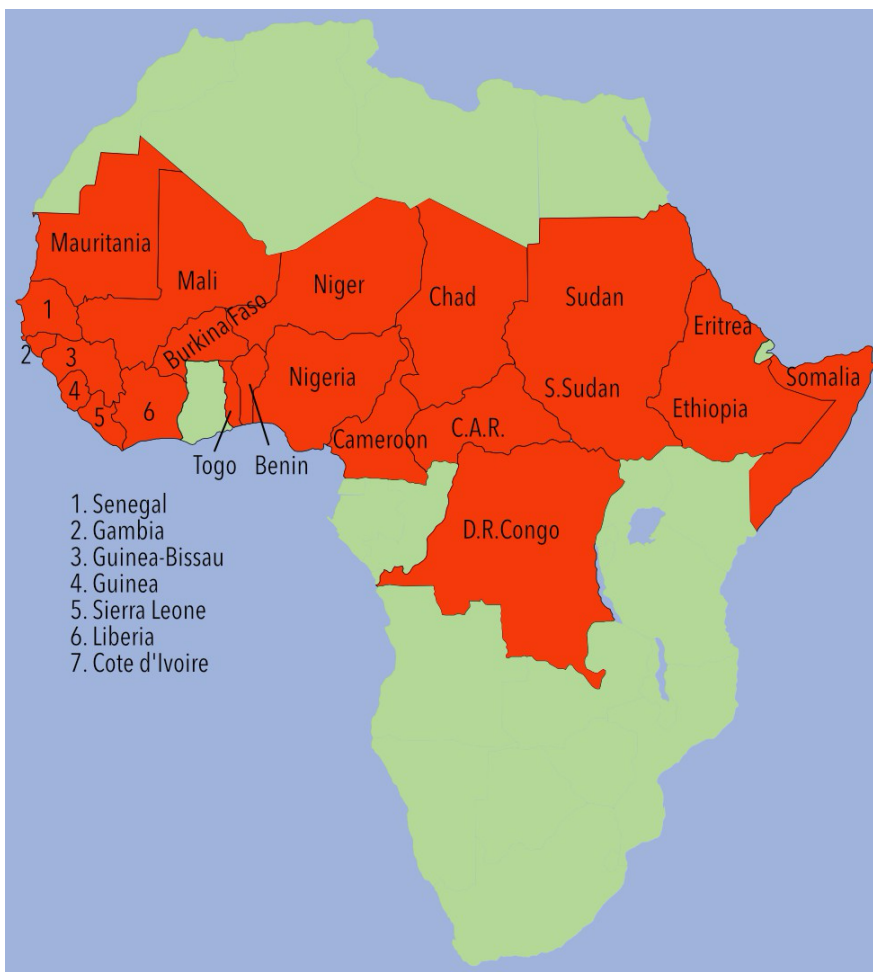 Mauritania
Mali
Niger
Chad
Sudan
Eritrea
Burkina Faso
1
2
3
Nigeria
S.Sudan
Somalia
4
5
6
Ethiopia
Cameroon
C.A.R.
Togo
Benin
D.R.Congo
1. Senegal
2. Gambia
3. Guinea-Bissau
4. Guinea
5. Sierra Leone
6. Liberia
7. Cote d'Ivoire